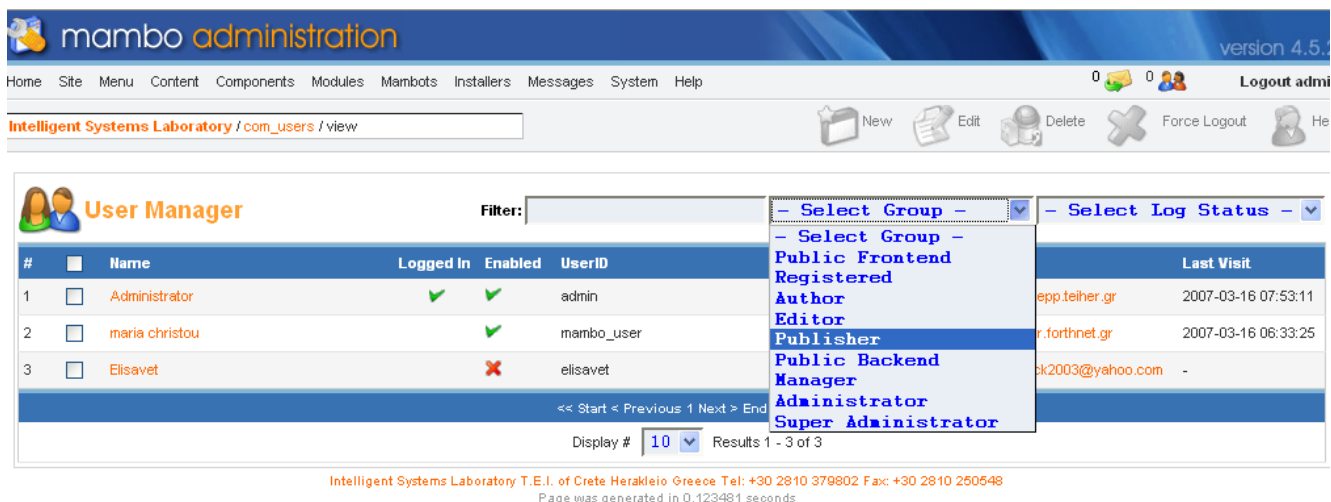 mambo administration
version 4.5.2
Home Site Menu Content Components Modules Mambots Installers Messages System Help 0 0 Logout admi
Intelligent Systems Laboratory / com_users / view
New Edit Delete Force Logout He
User Manager Filter: - Select Group - - Select Log Status -
- Select Group -
Public Frontend
Registered
Author
Editor
Publisher
Public Backend
Manager
Administrator
Super Administrator
# Name Logged In Enabled UserID Last Visit
1 Administrator admin epp.teiher.gr 2007-03-16 07:53:11
2 maria christou mambo_user r.forthnet.gr 2007-03-16 06:33:25
3 Elisavet elisavet ck2003@yahoo.com -
<< Start < Previous 1 Next > End
Display # 10 Results 1 - 3 of 3
Intelligent Systems Laboratory T.E.I. of Crete Herakleio Greece Tel: +30 2810 379802 Fax: +30 2810 250548
Page was generated in 0.123481 seconds